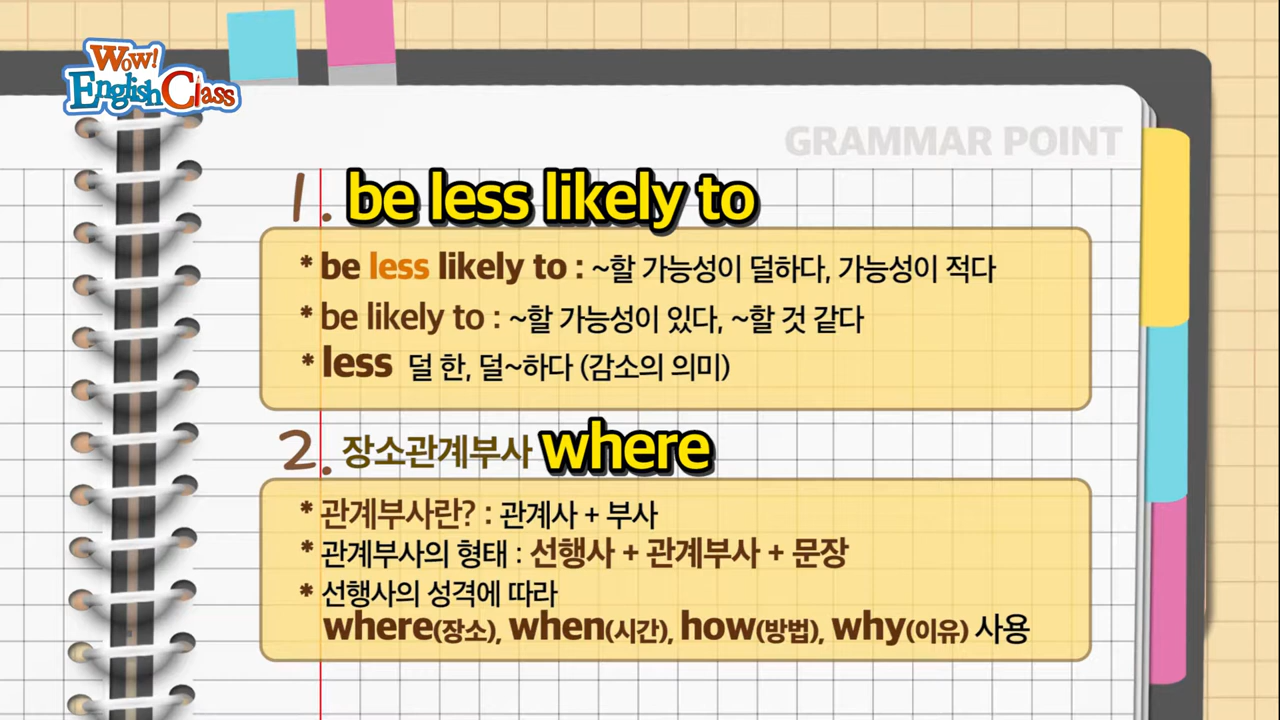 Wow!
English Class
GRAMMAR POINT
1. be less likely to
* be less likely to : ~할 가능성이 덜하다, 가능성이 적다
* be likely to : ~할 가능성이 있다, ~할 것 같다
* less 덜 한, 덜~하다 (감소의 의미)
2. 장소관계부사 where
* 관계부사란? : 관계사 + 부사
* 관계부사의 형태 : 선행사 + 관계부사 + 문장
* 선행사의 성격에 따라
where(장소), when(시간), how(방법), why(이유) 사용